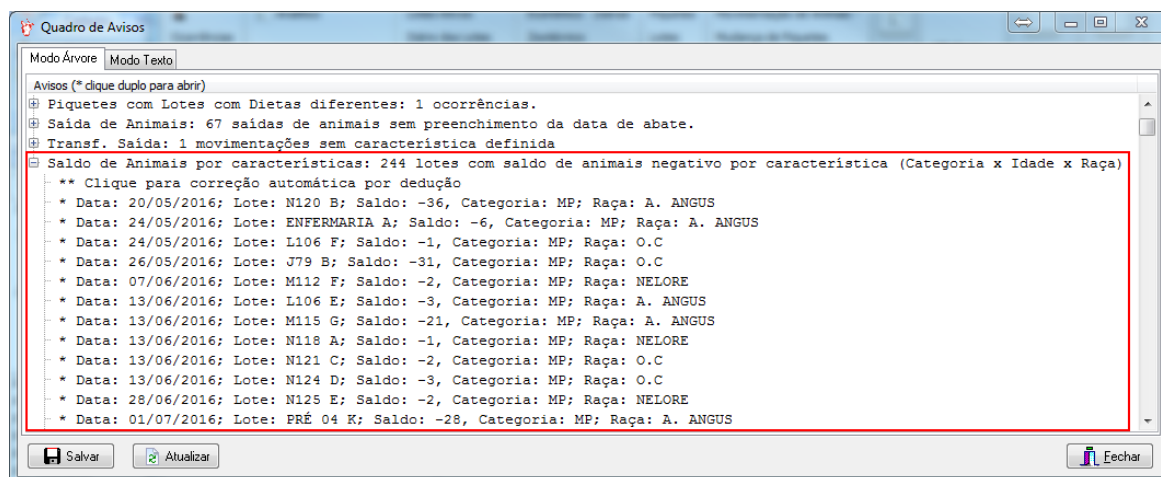 Quadro de Avisos
Modo Árvore Modo Texto
Avisos (* clique duplo para abrir)
Piquetes com Lotes com Dietas diferentes: 1 ocorrências.
Saída de Animais: 67 saídas de animais sem preenchimento da data de abate.
Transf. Saída: 1 movimentações sem característica definida
Saldo de Animais por características: 244 lotes com saldo de animais negativo por característica (Categoria x Idade x Raça)
** Clique para correção automática por dedução
* Data: 20/05/2016; Lote: N120 B; Saldo: -36, Categoria: MP; Raça: A. ANGUS
* Data: 24/05/2016; Lote: ENFERMARIA A; Saldo: -6, Categoria: MP; Raça: A. ANGUS
* Data: 24/05/2016; Lote: L106 F; Saldo: -1, Categoria: MP; Raça: O.C
* Data: 26/05/2016; Lote: J79 B; Saldo: -31, Categoria: MP; Raça: O.C
* Data: 07/06/2016; Lote: M112 F; Saldo: -2, Categoria: MP; Raça: NELORE
* Data: 13/06/2016; Lote: L106 E; Saldo: -3, Categoria: MP; Raça: A. ANGUS
* Data: 13/06/2016; Lote: M115 G; Saldo: -21, Categoria: MP; Raça: A. ANGUS
* Data: 13/06/2016; Lote: N118 A; Saldo: -1, Categoria: MP; Raça: NELORE
* Data: 13/06/2016; Lote: N121 C; Saldo: -2, Categoria: MP; Raça: O.C
* Data: 13/06/2016; Lote: N124 D; Saldo: -3, Categoria: MP; Raça: O.C
* Data: 28/06/2016; Lote: N125 E; Saldo: -2, Categoria: MP; Raça: NELORE
* Data: 01/07/2016; Lote: PRÉ 04 K; Saldo: -28, Categoria: MP; Raça: A. ANGUS
Salvar Atualizar Fechar